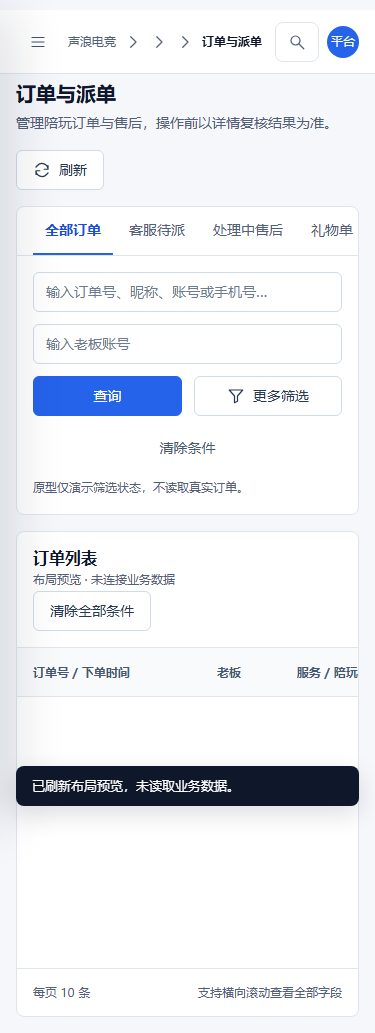 声浪电竞 订单与派单 平台
订单与派单
管理陪玩订单与售后，操作前以详情复核结果为准。
刷新
全部订单 客服待派 处理中售后 礼物单
输入订单号、昵称、账号或手机号...
输入老板账号
查询 更多筛选
清除条件
原型仅演示筛选状态，不读取真实订单。
订单列表
布局预览 · 未连接业务数据
清除全部条件
订单号 / 下单时间 老板 服务 / 陪玩
已刷新布局预览，未读取业务数据。
每页 10 条 支持横向滚动查看全部字段